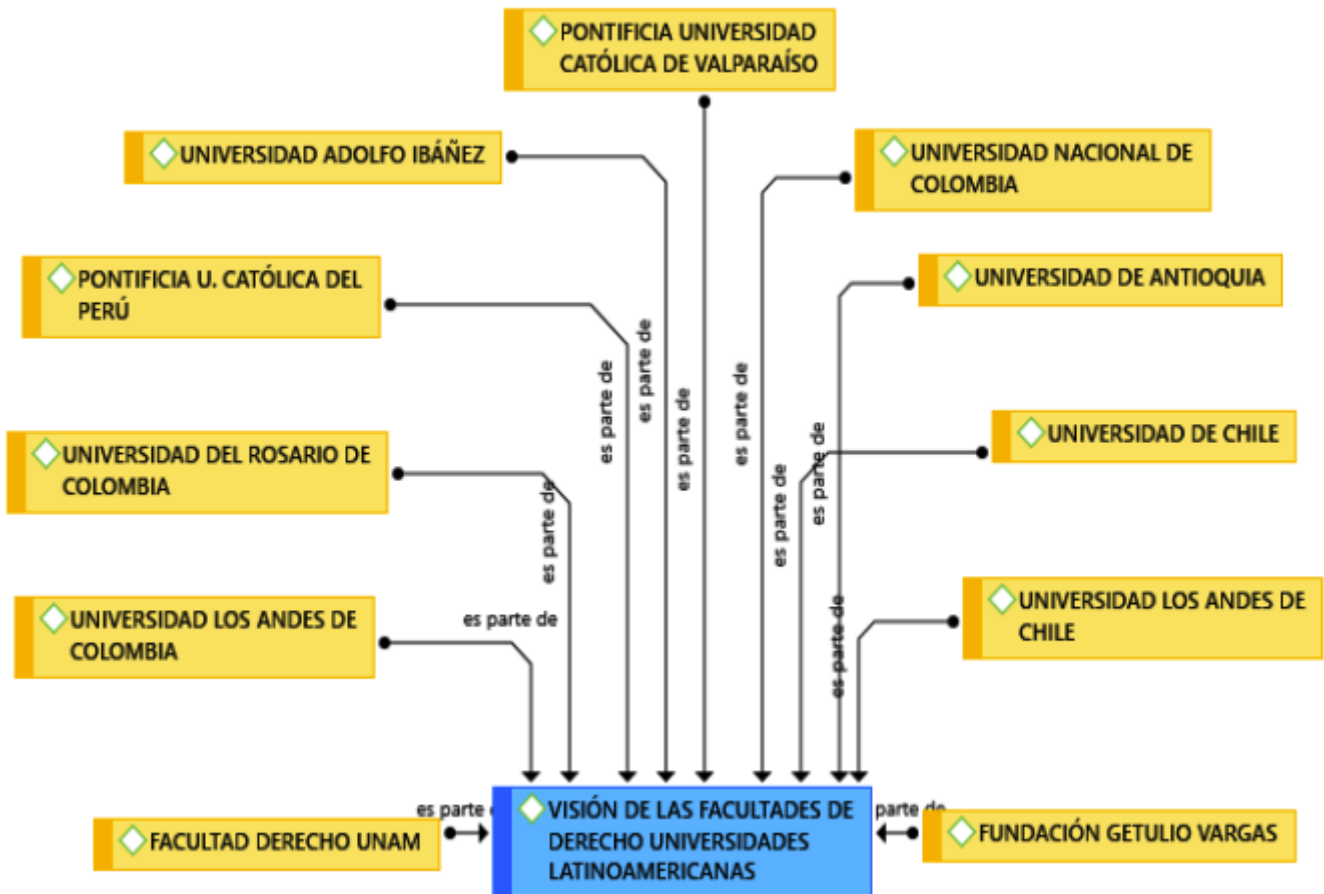 PONTIFICIA UNIVERSIDAD
CATÓLICA DE VALPARAÍSO
UNIVERSIDAD ADOLFO IBÁÑEZ
UNIVERSIDAD NACIONAL DE
COLOMBIA
PONTIFICIA U. CATÓLICA DEL
PERÚ
UNIVERSIDAD DE ANTIOQUIA
es parte de
es parte de
es parte de
es parte de
es parte de
es parte de
es parte de
UNIVERSIDAD DE CHILE
UNIVERSIDAD DEL ROSARIO DE
COLOMBIA
es parte de
UNIVERSIDAD LOS ANDES DE
COLOMBIA
es parte de
UNIVERSIDAD LOS ANDES DE
CHILE
es parte
parte de
FACULTAD DERECHO UNAM
VISIÓN DE LAS FACULTADES DE
DERECHO UNIVERSIDADES
LATINOAMERICANAS
FUNDACIÓN GETULIO VARGAS